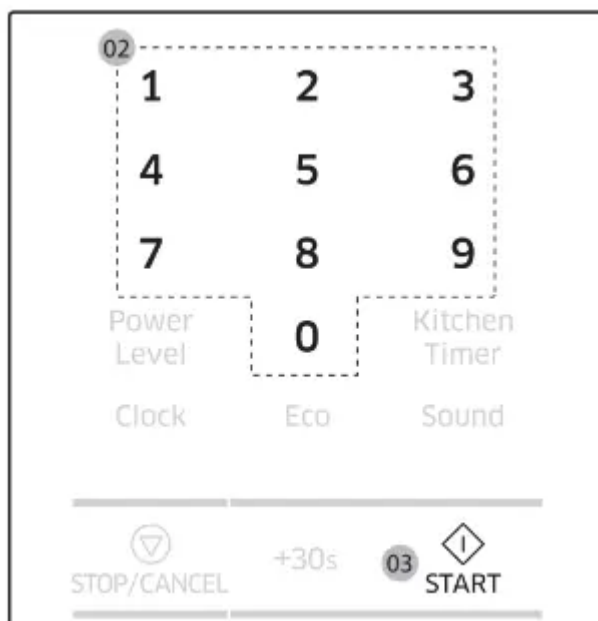 02
1 2 3
4 5 6
7 8 9
Power Level 0 Kitchen Timer
Clock Eco Sound
STOP/CANCEL +30s 03 START